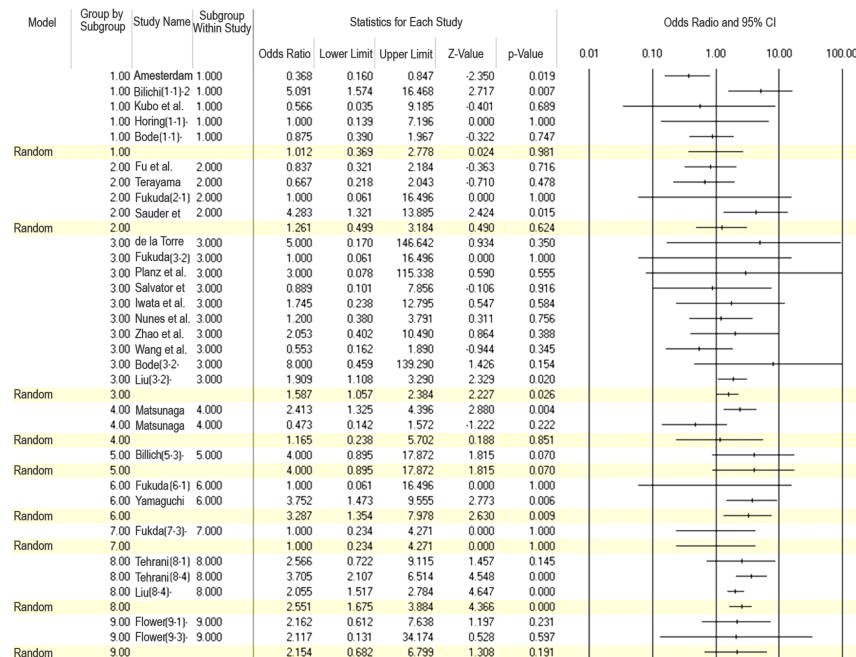 Model Group by Subgroup Study Name Subgroup Within Study Statistics for Each Study Odds Radio and 95% CI
Odds Ratio Lower Limit Upper Limit Z-Value p-Value 0.01 0.10 1.00 10.00 100.00
1.00 Amesterdam 1.000 0.368 0.160 0.847 -2.350 0.019
1.00 Bilichi(1-1)-2 1.000 5.091 1.574 16.468 2.717 0.007
1.00 Kubo et al. 1.000 0.566 0.035 9.185 -0.401 0.689
1.00 Horing(1-1)- 1.000 1.000 0.139 7.196 0.000 1.000
1.00 Bode(1-1)- 1.000 0.875 0.390 1.967 -0.322 0.747
Random 1.00 1.012 0.369 2.778 0.024 0.981
2.00 Fu et al. 2.000 0.837 0.321 2.184 -0.363 0.716
2.00 Terayama 2.000 0.667 0.218 2.043 -0.710 0.478
2.00 Fukuda(2-1) 2.000 1.000 0.061 16.496 0.000 1.000
2.00 Sauder et 2.000 4.283 1.321 13.885 2.424 0.015
Random 2.00 1.261 0.499 3.184 0.490 0.624
3.00 de la Torre 3.000 5.000 0.170 146.642 0.934 0.350
3.00 Fukuda(3-2) 3.000 1.000 0.061 16.496 0.000 1.000
3.00 Planz et al. 3.000 3.000 0.078 115.338 0.590 0.555
3.00 Salvator et 3.000 0.889 0.101 7.856 -0.106 0.916
3.00 Iwata et al. 3.000 1.745 0.238 12.795 0.547 0.584
3.00 Nunes et al. 3.000 1.200 0.380 3.791 0.311 0.756
3.00 Zhao et al. 3.000 2.053 0.402 10.490 0.864 0.388
3.00 Wang et al. 3.000 0.553 0.162 1.890 -0.944 0.345
3.00 Bode(3-2- 3.000 8.000 0.459 139.290 1.426 0.154
3.00 Liu(3-2)- 3.000 1.909 1.108 3.290 2.329 0.020
Random 3.00 1.587 1.057 2.384 2.227 0.026
4.00 Matsunaga 4.000 2.413 1.325 4.396 2.880 0.004
4.00 Matsunaga 4.000 0.473 0.142 1.572 -1.222 0.222
Random 4.00 1.165 0.238 5.702 0.188 0.851
5.00 Billich(5-3)- 5.000 4.000 0.895 17.872 1.815 0.070
Random 5.00 4.000 0.895 17.872 1.815 0.070
6.00 Fukuda(6-1) 6.000 1.000 0.061 16.496 0.000 1.000
6.00 Yamaguchi 6.000 3.752 1.473 9.555 2.773 0.006
Random 6.00 3.287 1.354 7.978 2.630 0.009
7.00 Fukda(7-3)- 7.000 1.000 0.234 4.271 0.000 1.000
Random 7.00 1.000 0.234 4.271 0.000 1.000
8.00 Tehrani(8-1) 8.000 2.566 0.722 9.115 1.457 0.145
8.00 Tehrani(8-4) 8.000 3.705 2.107 6.514 4.548 0.000
8.00 Liu(8-4)- 8.000 2.055 1.517 2.784 4.647 0.000
Random 8.00 2.551 1.675 3.884 4.366 0.000
9.00 Flower(9-1)- 9.000 2.162 0.612 7.638 1.197 0.231
9.00 Flower(9-3)- 9.000 2.117 0.131 34.174 0.528 0.597
Random 9.00 2.154 0.682 6.799 1.308 0.191